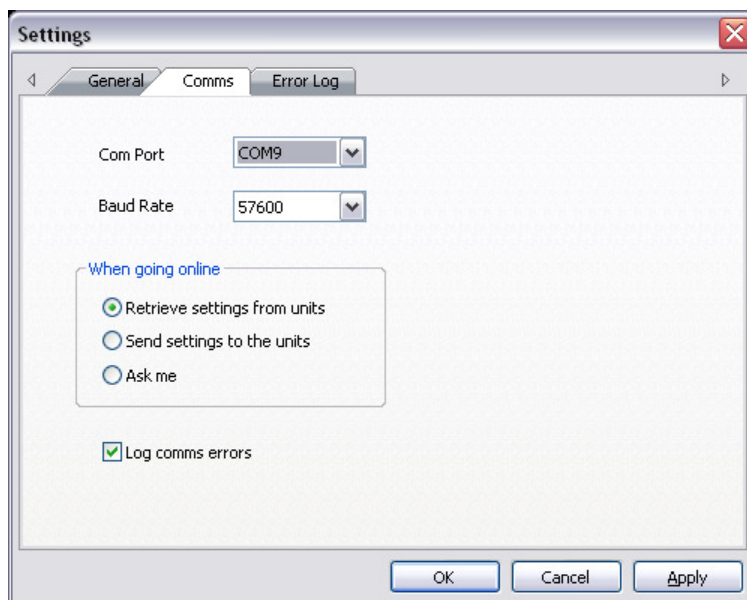 Settings
General Comms Error Log
Com Port COM9
Baud Rate 57600
When going online
Retrieve settings from units
Send settings to the units
Ask me
Log comms errors
OK Cancel Apply